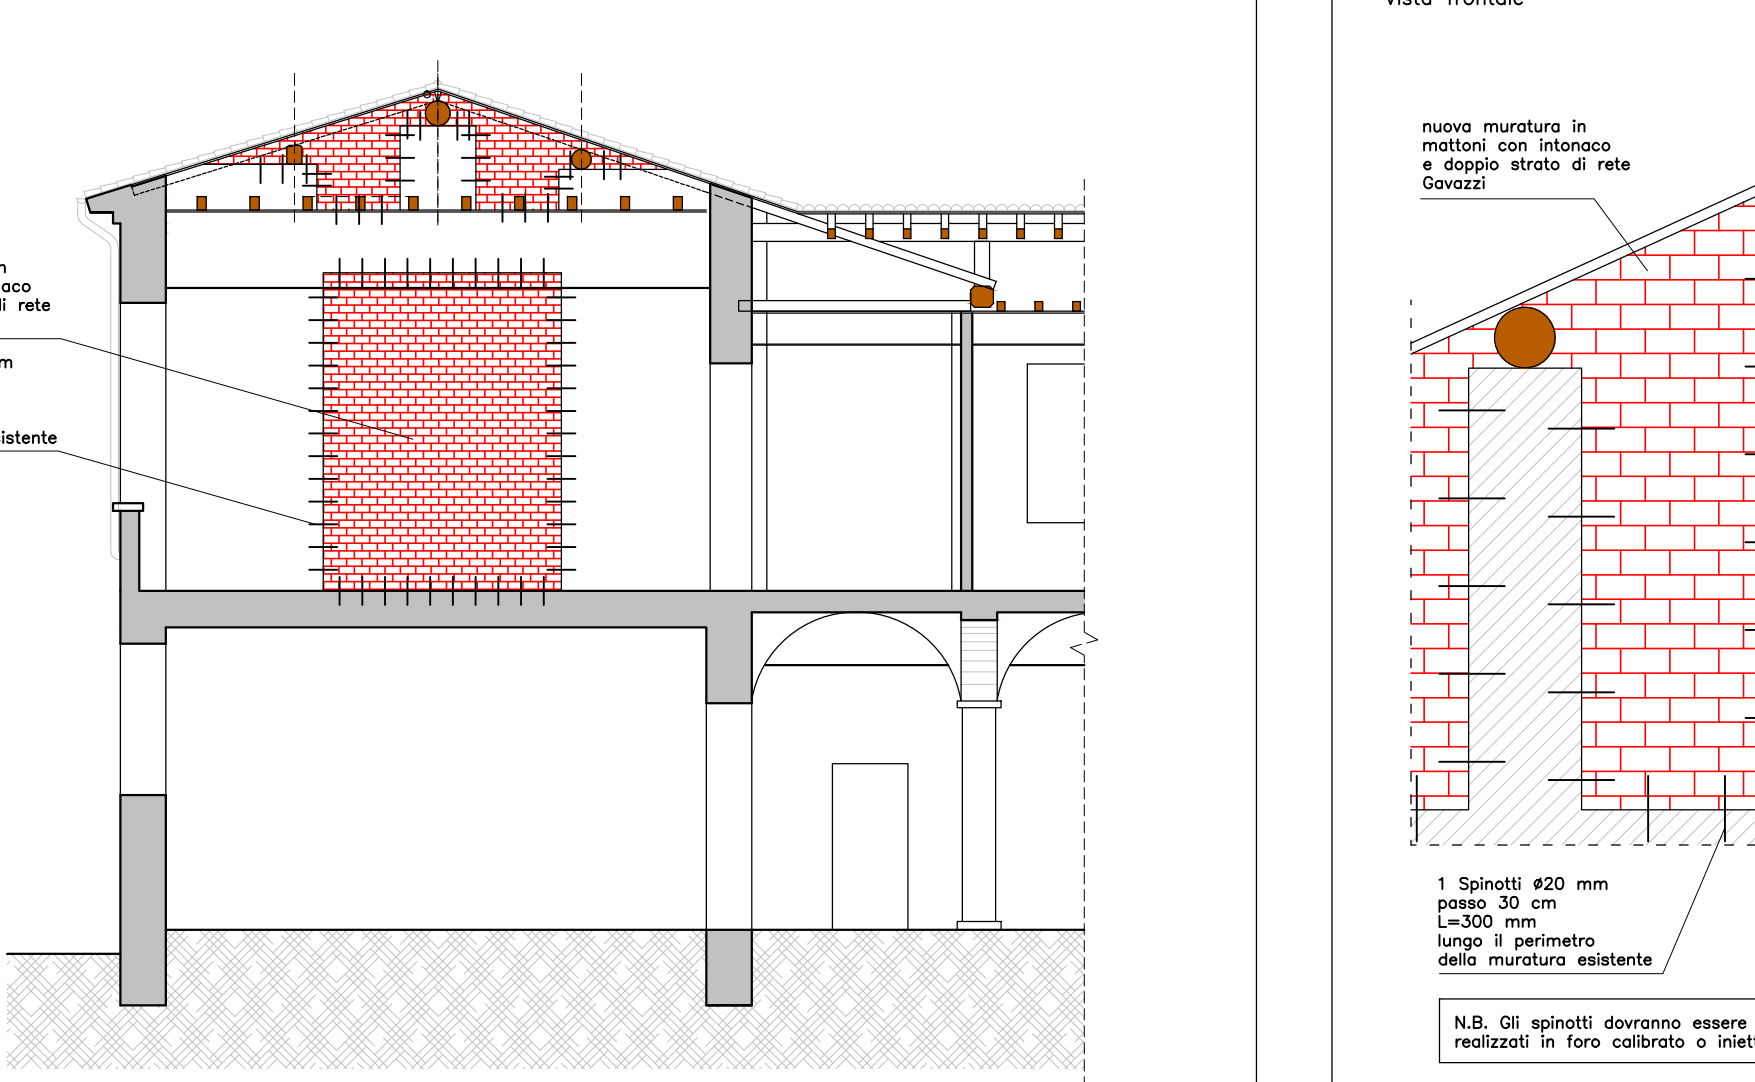 Vista frontale
nuova muratura in
mattoni con intonaco
e doppio strato di rete
Gavazzi
aco
li rete
m
istente
1 Spinotti ø20 mm
passo 30 cm
L=300 mm
lungo il perimetro
della muratura esistente
N.B. Gli spinotti dovranno essere
realizzati in foro calibrato o iniett